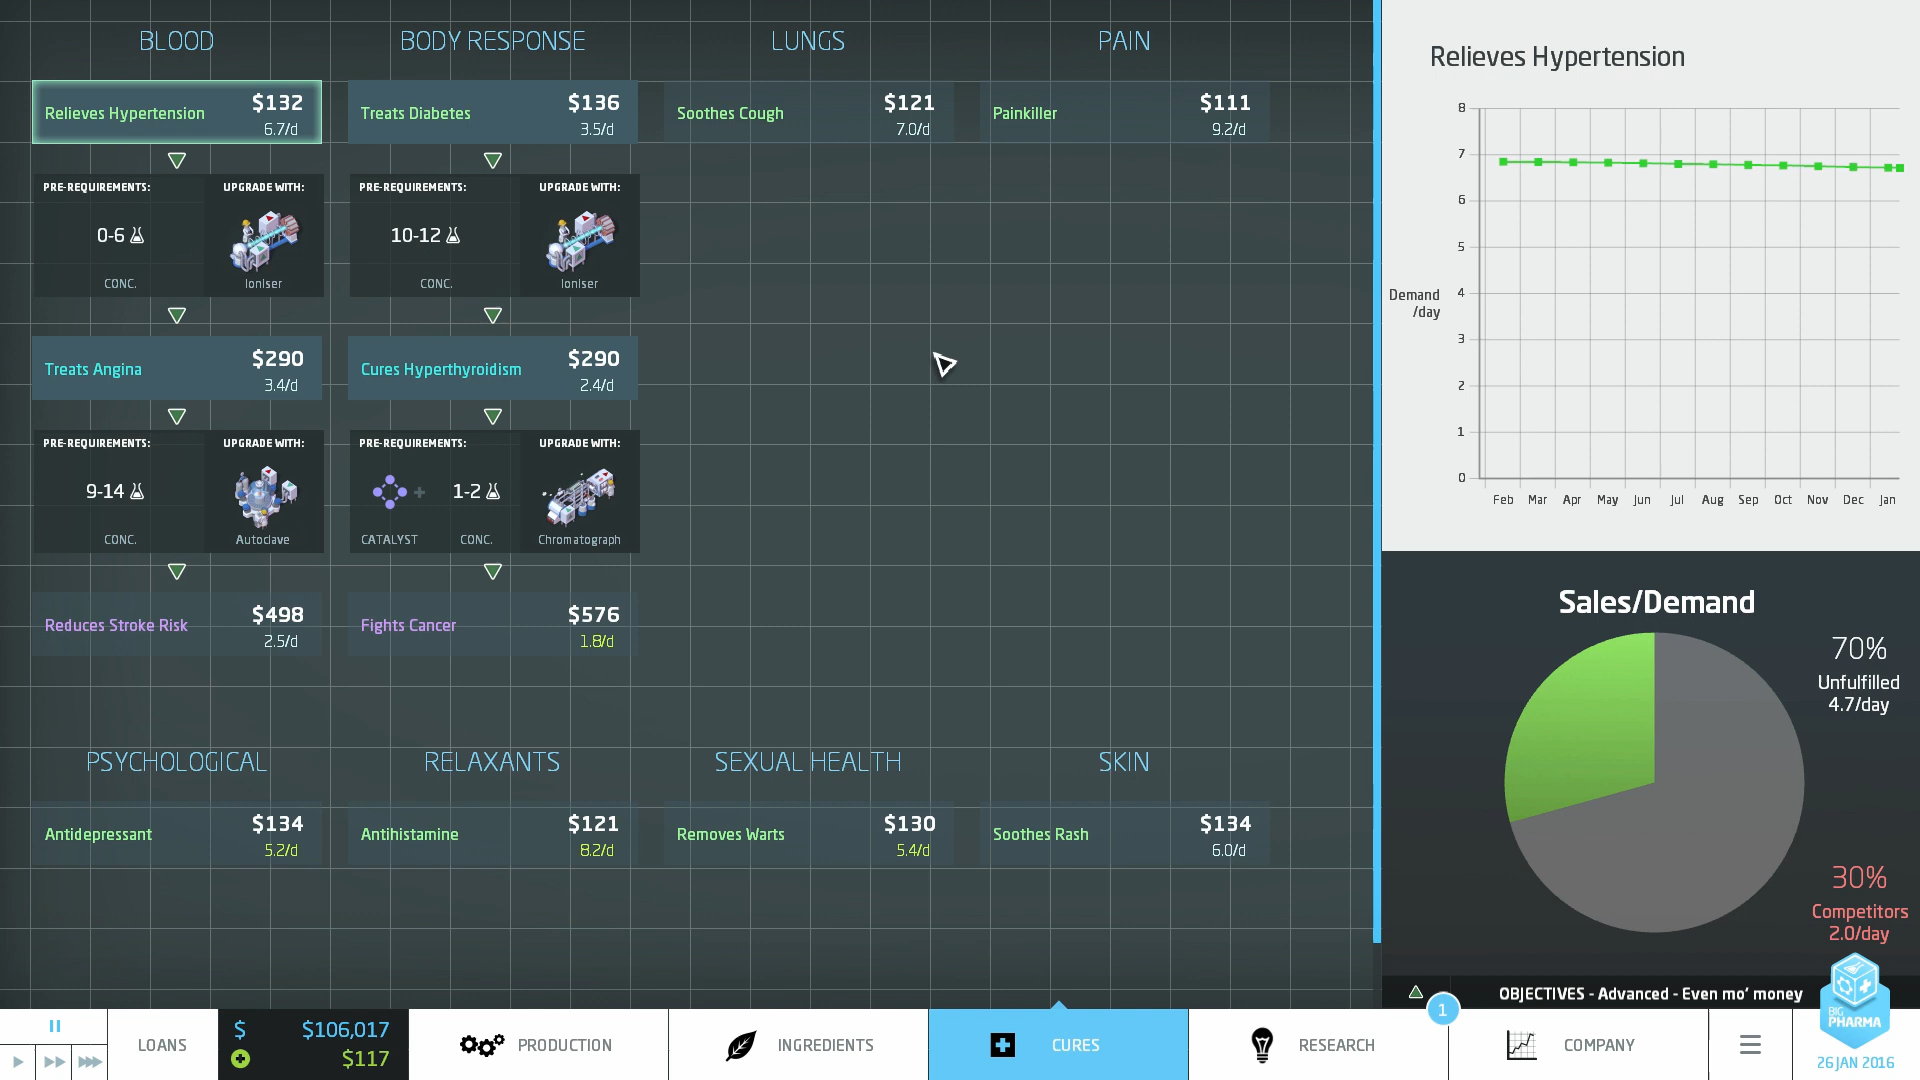 BLOOD
BODY RESPONSE
LUNGS
PAIN
Relieves Hypertension
$132
6.7/d
Treats Diabetes
$136
3.5/d
Soothes Cough
$121
7.0/d
Painkiller
$111
9.2/d
PRE-REQUIREMENTS:
UPGRADE WITH:
0-6
CONC.
Ioniser
PRE-REQUIREMENTS:
UPGRADE WITH:
10-12
CONC.
Ioniser
Treats Angina
$290
3.4/d
Cures Hyperthyroidism
$290
2.4/d
PRE-REQUIREMENTS:
UPGRADE WITH:
9-14
CONC.
Autoclave
PRE-REQUIREMENTS:
UPGRADE WITH:
+
1-2
CATALYST
CONC.
Chromatograph
Reduces Stroke Risk
$498
2.5/d
Fights Cancer
$576
1.8/d
PSYCHOLOGICAL
RELAXANTS
SEXUAL HEALTH
SKIN
Antidepressant
$134
5.2/d
Antihistamine
$121
8.2/d
Removes Warts
$130
5.4/d
Soothes Rash
$134
6.0/d
Relieves Hypertension
8
7
6
5
4
3
2
1
0
Demand
/day
Feb Mar Apr May Jun Jul Aug Sep Oct Nov Dec Jan
Sales/Demand
70%
Unfulfilled
4.7/day
30%
Competitors
2.0/day
1
OBJECTIVES - Advanced - Even mo' money
LOANS
$ $106,017
$117
PRODUCTION
INGREDIENTS
CURES
RESEARCH
COMPANY
BIG
PHARMA
26 JAN 2016